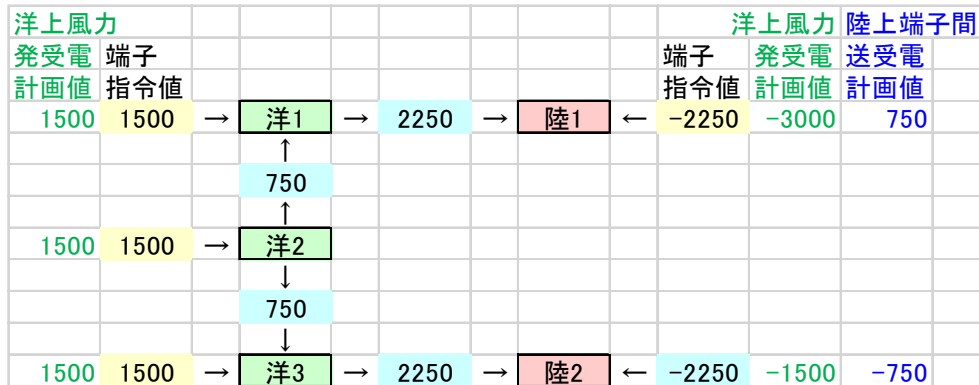 洋上風力 洋上風力 陸上端子間
発受電 端子 端子 発受電 送受電
計画値 指令値 指令値 計画値 計画値
1500 1500 → 洋1 → 2250 → 陸1 ← -2250 -3000 750
↑
750
↑
1500 1500 → 洋2
↓
750
↓
1500 1500 → 洋3 → 2250 → 陸2 ← -2250 -1500 -750